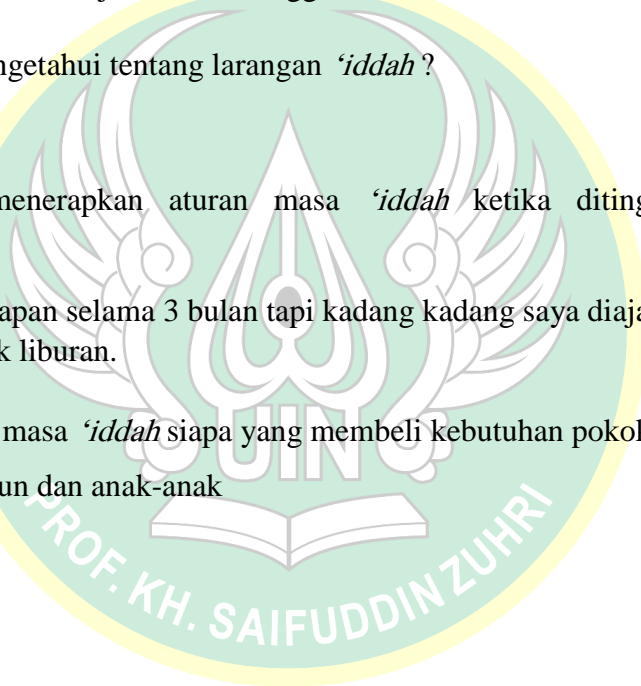 ngetahui tentang larangan ‘iddah ?
menerapkan aturan masa ‘iddah ketika diting
apan selama 3 bulan tapi kadang kadang saya diaja
k liburan.
masa ‘iddah siapa yang membeli kebutuhan pokok
un dan anak-anak
UIN
PROF. KH. SAIFUDDIN ZUHRI